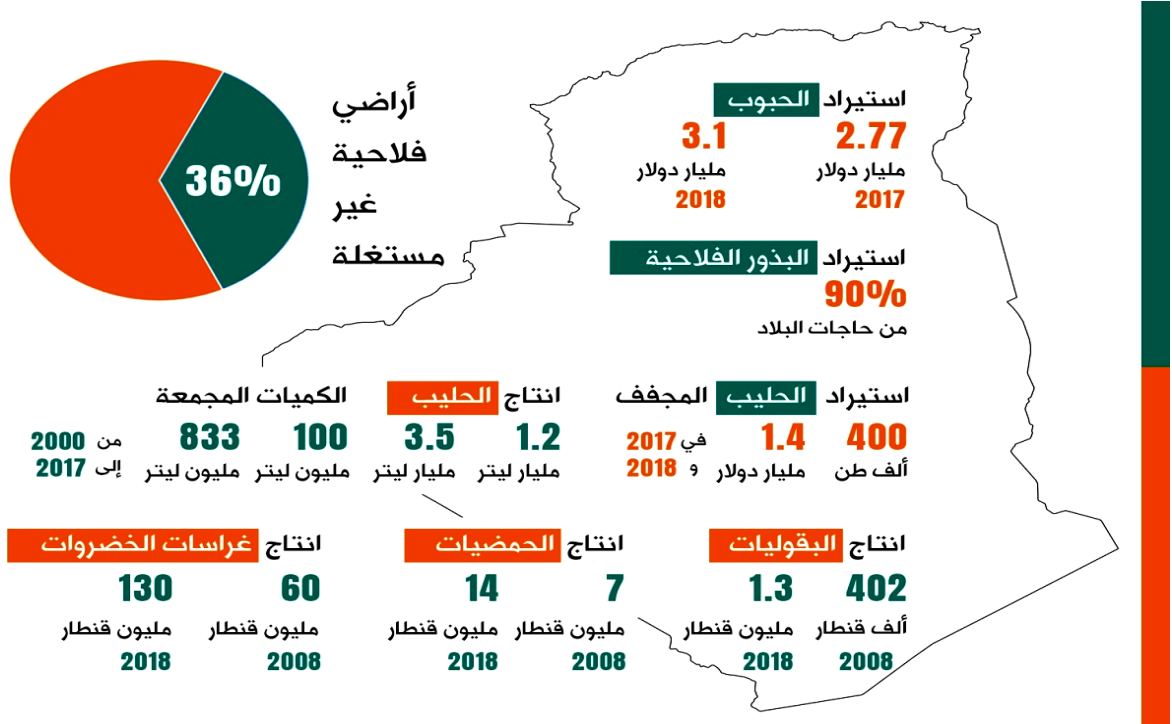 أراضي
فلاحية
غير
مستغلة
36%
استيراد الحبوب
2.77 3.1
مليار دولار مليار دولار
2017 2018
استيراد البذور الفلاحية
90%
من حاجات البلاد
استيراد الحليب المجفف
400 1.4 في 2017
ألف طن مليار دولار و 2018
انتاج الحليب الكميات المجمعة
1.2 3.5 100 833 من 2000
مليار ليتر مليار ليتر مليون ليتر مليون ليتر إلى 2017
انتاج البقوليات
402 1.3
ألف قنطار مليون قنطار
2008 2018
انتاج الحمضيات
7 14
مليون قنطار مليون قنطار
2008 2018
انتاج غراسات الخضروات
60 130
مليون قنطار مليون قنطار
2008 2018